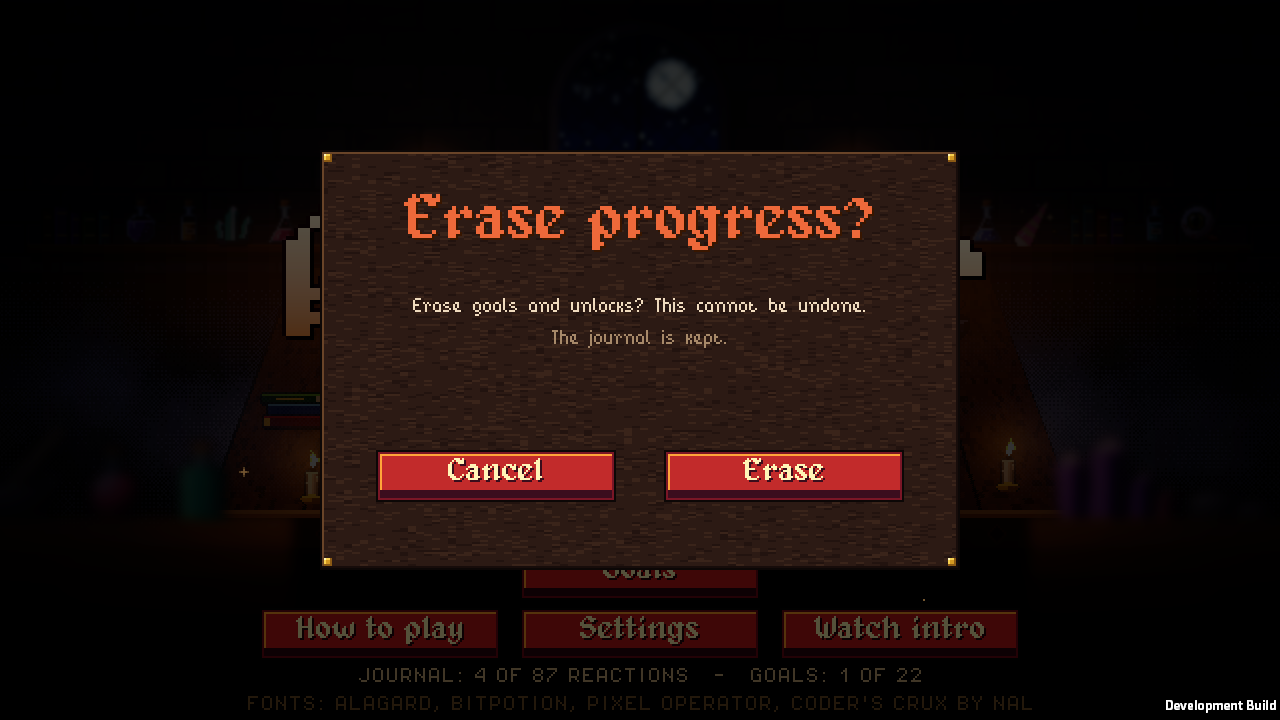 Erase progress?
Erase goals and unlocks? This cannot be undone.
The journal is kept.
Cancel
Erase
Goals
How to play
Settings
Watch intro
JOURNAL: 4 OF 87 REACTIONS - GOALS: 1 OF 22
FONTS: ALAGARD, BITPOTION, PIXEL OPERATOR, CODER'S CRUX BY NAL
Development Build